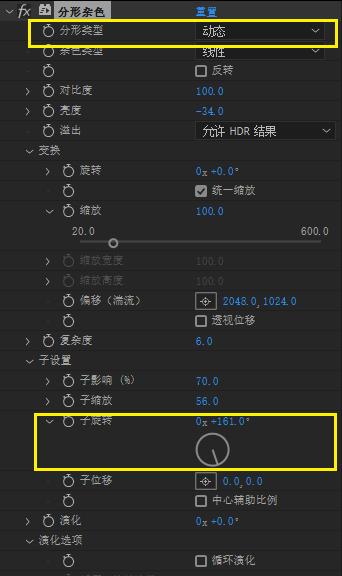 fx 分形杂色 重置
分形类型 动态
杂色类型 线性
反转
对比度 100.0
亮度 -34.0
溢出 允许 HDR 结果
变换
旋转 0x+0.0°
统一缩放
缩放 100.0
20.0 600.0
缩放宽度 100.0
缩放高度 100.0
偏移（湍流） 2048.0,1024.0
透视位移
复杂度 6.0
子设置
子影响 (%) 70.0
子缩放 56.0
子旋转 0x+161.0°
子位移 0.0,0.0
中心辅助比例
演化 0x+0.0°
演化选项
循环演化